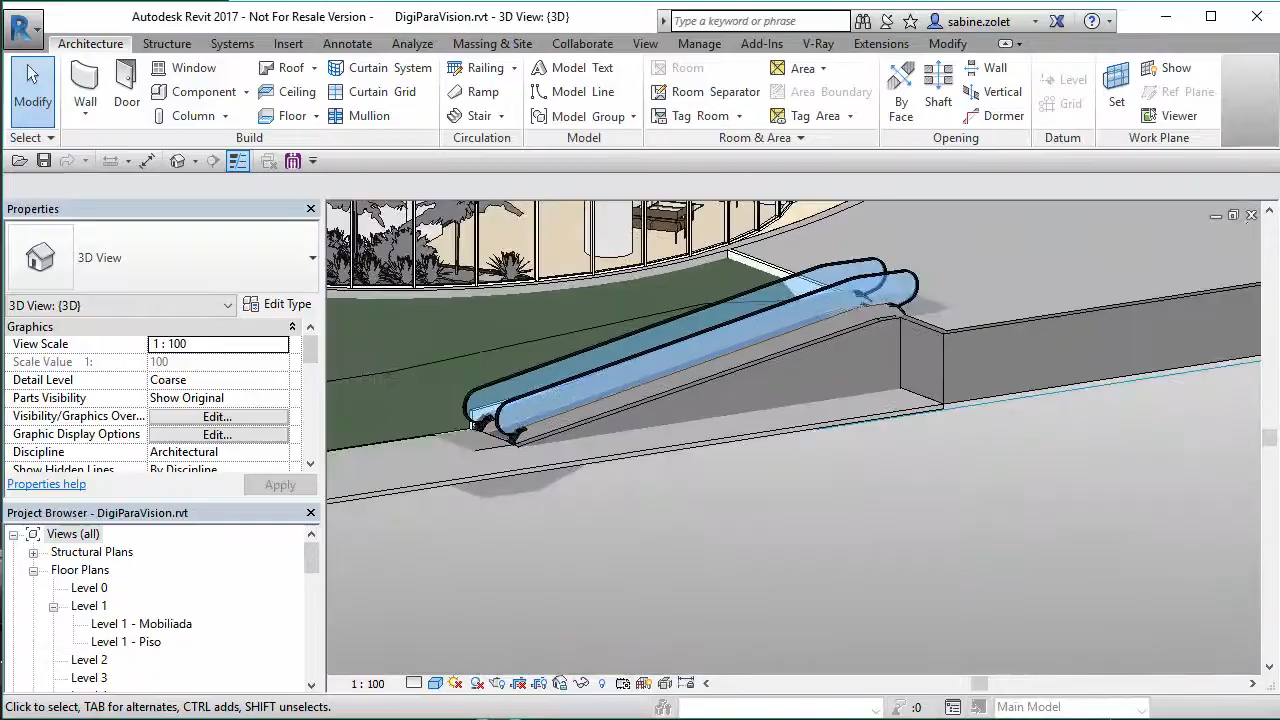 Autodesk Revit 2017 - Not For Resale Version - DigiParaVision.rvt - 3D View: {3D}
Type a keyword or phrase
sabine.zolet
Architecture Structure Systems Insert Annotate Analyze Massing & Site Collaborate View Manage Add-Ins V-Ray Extensions Modify
Modify
Wall
Door
Window
Component
Column
Roof
Ceiling
Floor
Curtain System
Curtain Grid
Mullion
Railing
Ramp
Stair
Model Text
Model Line
Model Group
Room
Room Separator
Tag Room
Area
Area Boundary
Tag Area
By
Face
Shaft
Wall
Vertical
Dormer
Level
Grid
Set
Show
Ref Plane
Viewer
Select Build Circulation Model Room & Area Opening Datum Work Plane
Properties
3D View
3D View: {3D} Edit Type
Graphics
View Scale 1 : 100
Scale Value 1: 100
Detail Level Coarse
Parts Visibility Show Original
Visibility/Graphics Over... Edit...
Graphic Display Options Edit...
Discipline Architectural
Show Hidden Lines By Discipline
Properties help Apply
Project Browser - DigiParaVision.rvt
Views (all)
Structural Plans
Floor Plans
Level 0
Level 1
Level 1 - Mobiliada
Level 1 - Piso
Level 2
Level 3
1 : 100
Click to select, TAB for alternates, CTRL adds, SHIFT unselects.
:0
Main Model